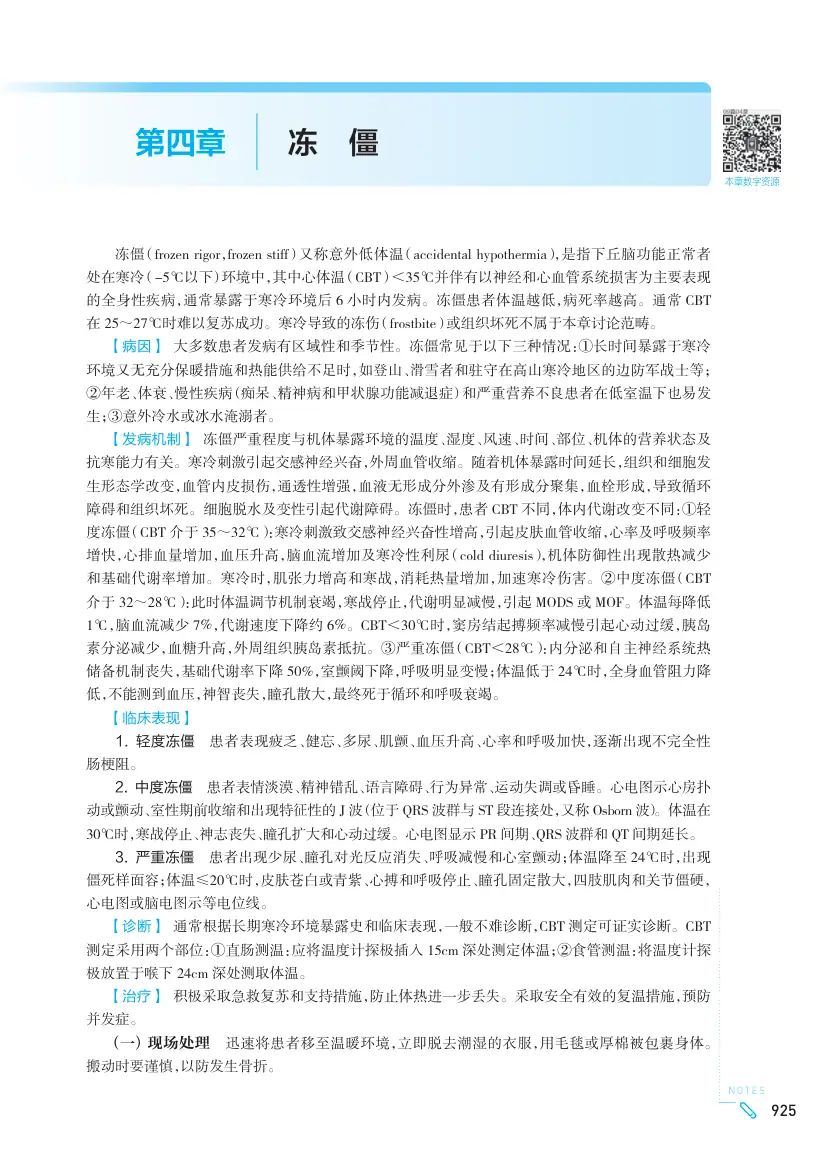 第四章 冻 僵
09篇04章
本章数字资源
冻僵（frozen rigor,frozen stiff）又称意外低体温（accidental hypothermia），是指下丘脑功能正常者
处在寒冷（-5℃以下）环境中，其中心体温（CBT）＜35℃并伴有以神经和心血管系统损害为主要表现
的全身性疾病，通常暴露于寒冷环境后 6 小时内发病。冻僵患者体温越低，病死率越高。通常 CBT
在 25～27℃时难以复苏成功。寒冷导致的冻伤（frostbite）或组织坏死不属于本章讨论范畴。
【病因】 大多数患者发病有区域性和季节性。冻僵常见于以下三种情况：①长时间暴露于寒冷
环境又无充分保暖措施和热能供给不足时，如登山、滑雪者和驻守在高山寒冷地区的边防军战士等；
②年老、体衰、慢性疾病（痴呆、精神病和甲状腺功能减退症）和严重营养不良患者在低室温下也易发
生；③意外冷水或冰水淹溺者。
【发病机制】 冻僵严重程度与机体暴露环境的温度、湿度、风速、时间、部位、机体的营养状态及
抗寒能力有关。寒冷刺激引起交感神经兴奋，外周血管收缩。随着机体暴露时间延长，组织和细胞发
生形态学改变，血管内皮损伤，通透性增强，血液无形成分外渗及有形成分聚集，血栓形成，导致循环
障碍和组织坏死。细胞脱水及变性引起代谢障碍。冻僵时，患者 CBT 不同，体内代谢改变不同：①轻
度冻僵（CBT 介于 35～32℃）：寒冷刺激致交感神经兴奋性增高，引起皮肤血管收缩，心率及呼吸频率
增快，心排血量增加，血压升高，脑血流增加及寒冷性利尿（cold diuresis），机体防御性出现散热减少
和基础代谢率增加。寒冷时，肌张力增高和寒战，消耗热量增加，加速寒冷伤害。②中度冻僵（CBT
介于 32～28℃）：此时体温调节机制衰竭，寒战停止，代谢明显减慢，引起 MODS 或 MOF。体温每降低
1℃，脑血流减少 7%，代谢速度下降约 6%。CBT＜30℃时，窦房结起搏频率减慢引起心动过缓，胰岛
素分泌减少，血糖升高，外周组织胰岛素抵抗。③严重冻僵（CBT＜28℃）：内分泌和自主神经系统热
储备机制丧失，基础代谢率下降 50%，室颤阈下降，呼吸明显变慢；体温低于 24℃时，全身血管阻力降
低，不能测到血压，神智丧失，瞳孔散大，最终死于循环和呼吸衰竭。
【临床表现】
1. 轻度冻僵 患者表现疲乏、健忘、多尿、肌颤、血压升高、心率和呼吸加快，逐渐出现不完全性
肠梗阻。
2. 中度冻僵 患者表情淡漠、精神错乱、语言障碍、行为异常、运动失调或昏睡。心电图示心房扑
动或颤动、室性期前收缩和出现特征性的 J 波（位于 QRS 波群与 ST 段连接处，又称 Osborn 波）。体温在
30℃时，寒战停止、神志丧失、瞳孔扩大和心动过缓。心电图显示 PR 间期、QRS 波群和 QT 间期延长。
3. 严重冻僵 患者出现少尿、瞳孔对光反应消失、呼吸减慢和心室颤动；体温降至 24℃时，出现
僵死样面容；体温≤20℃时，皮肤苍白或青紫、心搏和呼吸停止、瞳孔固定散大，四肢肌肉和关节僵硬，
心电图或脑电图示等电位线。
【诊断】 通常根据长期寒冷环境暴露史和临床表现，一般不难诊断，CBT 测定可证实诊断。CBT
测定采用两个部位：①直肠测温：应将温度计探极插入 15cm 深处测定体温；②食管测温：将温度计探
极放置于喉下 24cm 深处测取体温。
【治疗】 积极采取急救复苏和支持措施，防止体热进一步丢失。采取安全有效的复温措施，预防
并发症。
（一）现场处理 迅速将患者移至温暖环境，立即脱去潮湿的衣服，用毛毯或厚棉被包裹身体。
搬动时要谨慎，以防发生骨折。
NOTES
925